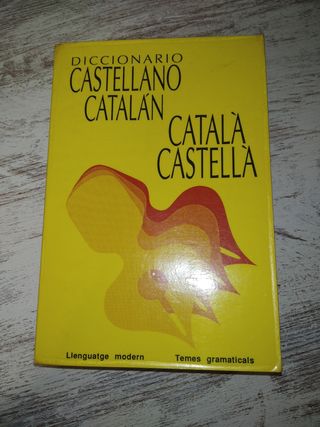 DICCIONARIO
CASTELLANO
CATALÁN
CATALÀ
CASTELLÀ
Llenguatge modern
Temes gramaticals